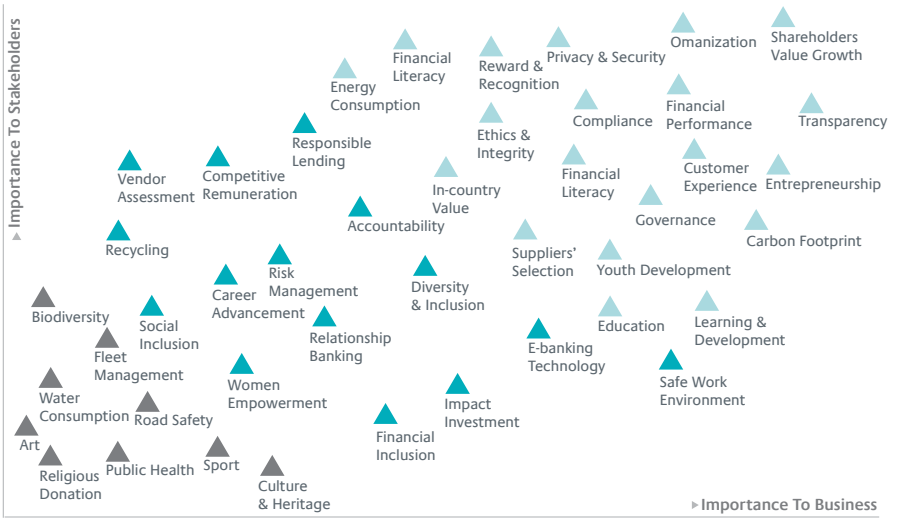 Importance To Stakeholders
Financial
Literacy
Energy
Consumption
Reward &
Recognition
Privacy & Security
Omanization
Shareholders
Value Growth
Responsible
Lending
Ethics &
Integrity
Compliance
Financial
Performance
Transparency
Vendor
Assessment
Competitive
Remuneration
In-country
Value
Financial
Literacy
Customer
Experience
Entrepreneurship
Accountability
Governance
Recycling
Suppliers'
Selection
Youth Development
Carbon Footprint
Career
Advancement
Risk
Management
Diversity
& Inclusion
Biodiversity
Social
Inclusion
Relationship
Banking
Education
Learning &
Development
Fleet
Management
E-banking
Technology
Water
Consumption
Women
Empowerment
Safe Work
Environment
Road Safety
Impact
Investment
Art
Financial
Inclusion
Religious
Donation
Public Health
Sport
Culture
& Heritage
Importance To Business